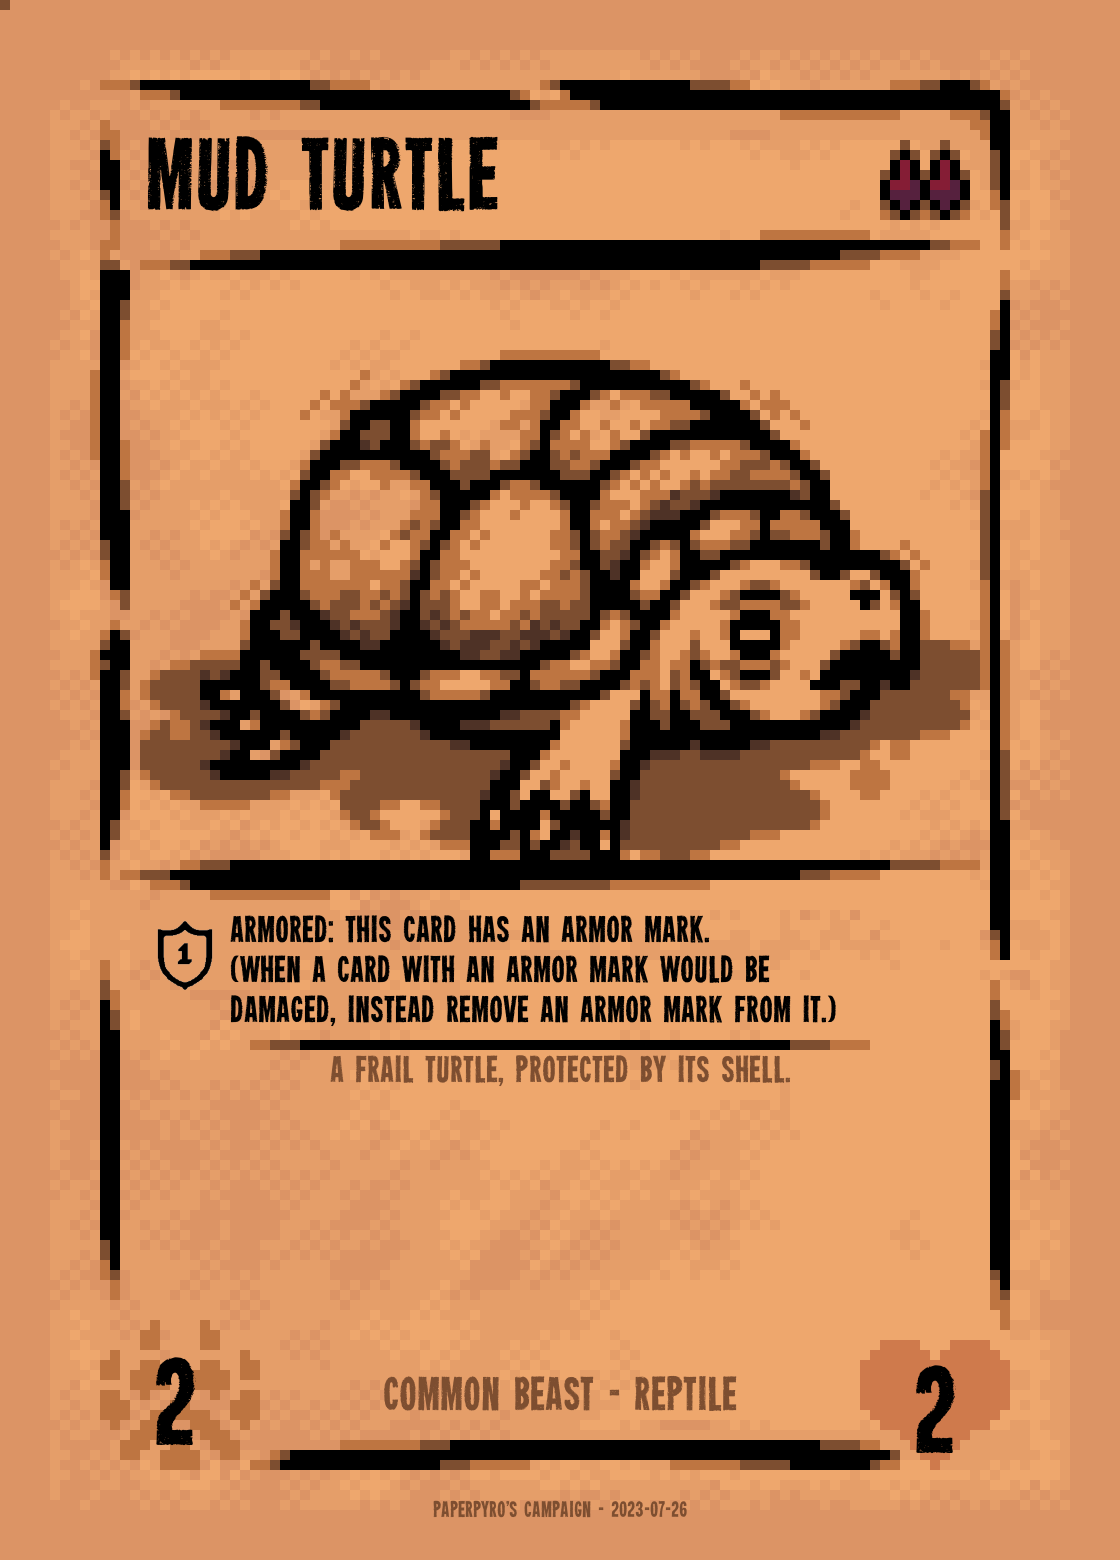 MUD TURTLE
1
ARMORED: THIS CARD HAS AN ARMOR MARK.
(WHEN A CARD WITH AN ARMOR MARK WOULD BE
DAMAGED, INSTEAD REMOVE AN ARMOR MARK FROM IT.)
A FRAIL TURTLE, PROTECTED BY ITS SHELL.
2
COMMON BEAST - REPTILE
2
PAPERPYRO'S CAMPAIGN - 2023-07-26